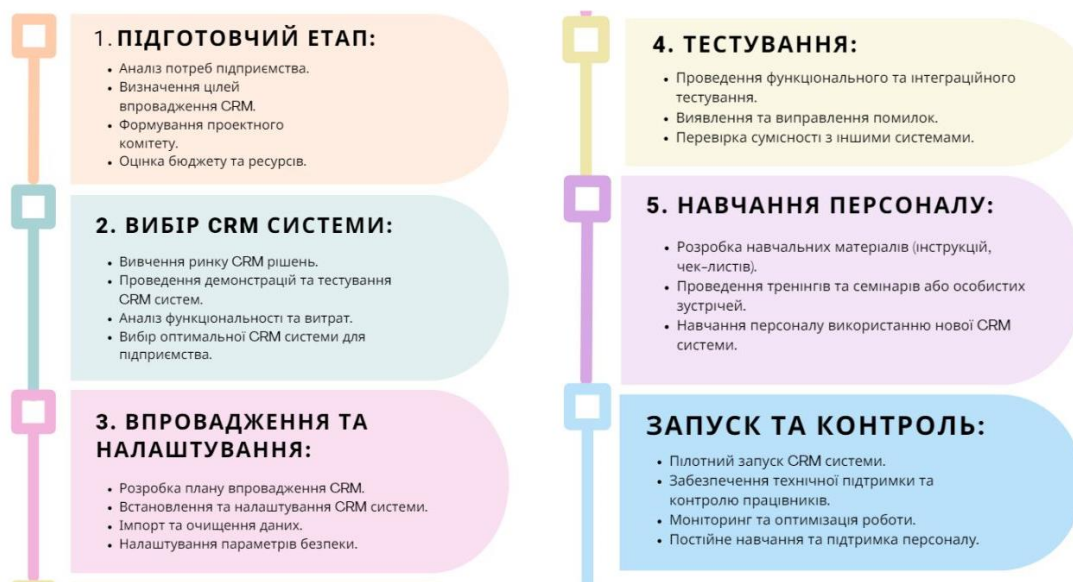 1. ПІДГОТОВЧИЙ ЕТАП:
• Аналіз потреб підприємства.
• Визначення цілей
впровадження CRM.
• Формування проектного
комітету.
• Оцінка бюджету та ресурсів.
2. ВИБІР CRM СИСТЕМИ:
• Вивчення ринку CRM рішень.
• Проведення демонстрацій та тестування
CRM систем.
• Аналіз функціональності та витрат.
• Вибір оптимальної CRM системи для
підприємства.
3. ВПРОВАДЖЕННЯ ТА
НАЛАШТУВАННЯ:
• Розробка плану впровадження CRM.
• Встановлення та налаштування CRM системи.
• Імпорт та очищення даних.
• Налаштування параметрів безпеки.
4. ТЕСТУВАННЯ:
• Проведення функціонального та інтеграційного
тестування.
• Виявлення та виправлення помилок.
• Перевірка сумісності з іншими системами.
5. НАВЧАННЯ ПЕРСОНАЛУ:
• Розробка навчальних матеріалів (інструкцій,
чек-листів).
• Проведення тренінгів та семінарів або особистих
зустрічей.
• Навчання персоналу використанню нової CRM
системи.
ЗАПУСК ТА КОНТРОЛЬ:
• Пілотний запуск CRM системи.
• Забезпечення технічної підтримки та
контролю працівників.
• Моніторинг та оптимізація роботи.
• Постійне навчання та підтримка персоналу.